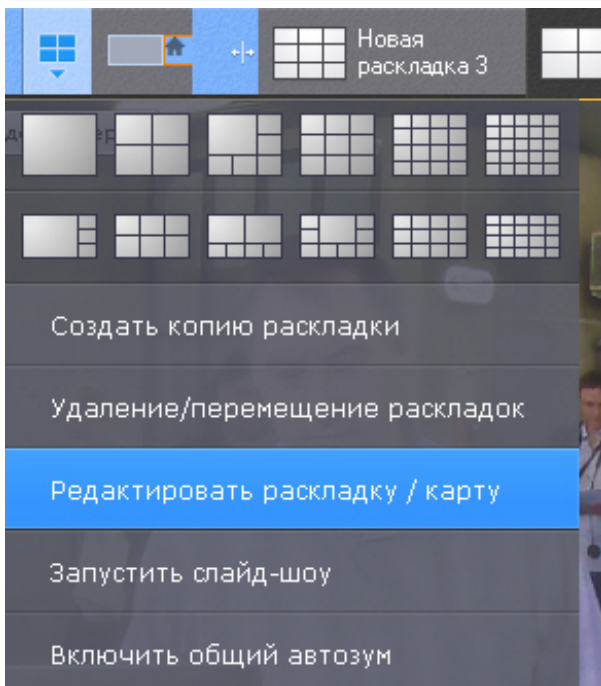 Новая
раскладка 3
Создать копию раскладки
Удаление/перемещение раскладок
Редактировать раскладку / карту
Запустить слайд-шоу
Включить общий автозум